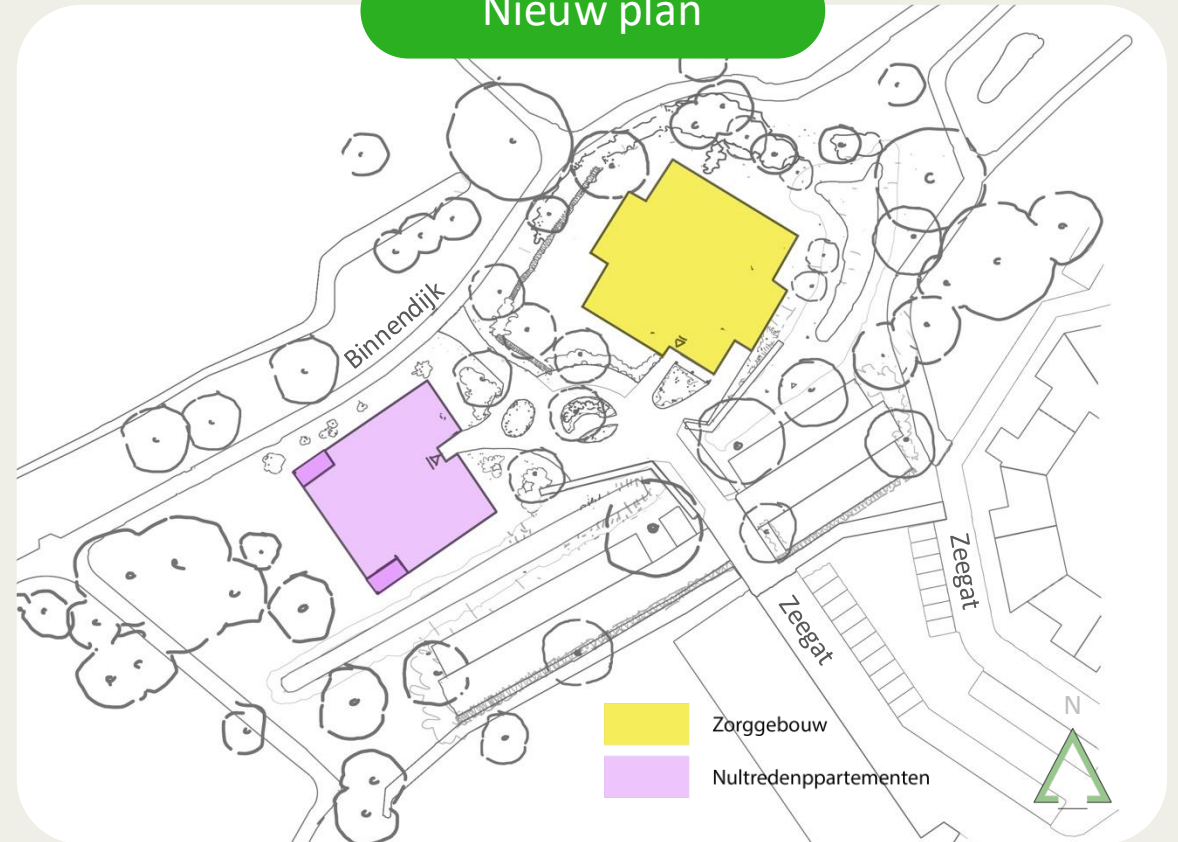 Nieuw plan
Binnendijk
Zeegat
Zeegat
N
Zorggebouw
Nultredenppartementen